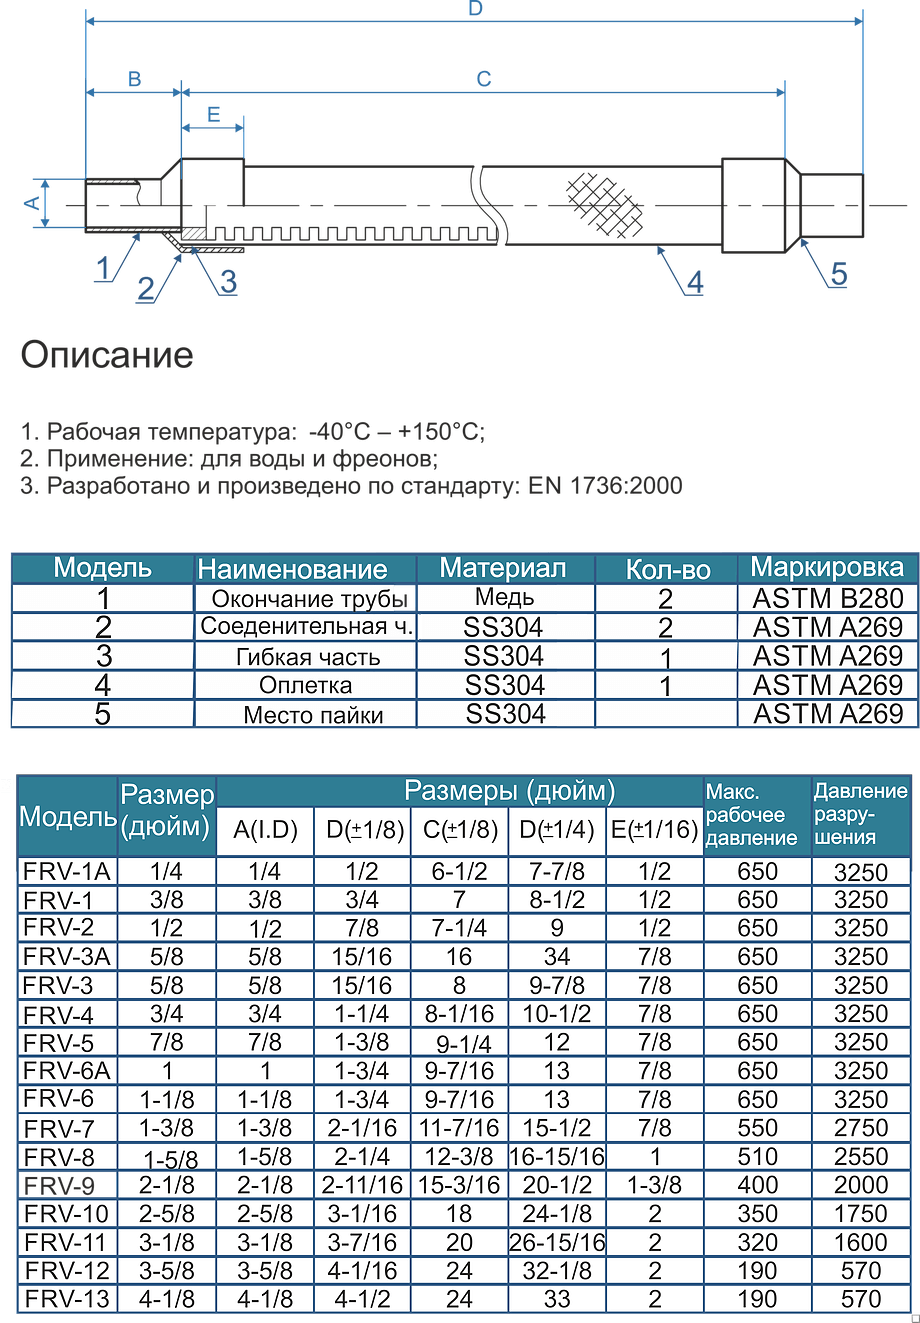 D
B
C
E
A
1
2
3
4
5
Описание
1. Рабочая температура: -40°C – +150°C;
2. Применение: для воды и фреонов;
3. Разработано и произведено по стандарту: EN 1736:2000
Модель Наименование Материал Кол-во Маркировка
1 Окончание трубы Медь 2 ASTM B280
2 Соеденительная ч. SS304 2 ASTM A269
3 Гибкая часть SS304 1 ASTM A269
4 Оплетка SS304 1 ASTM A269
5 Место пайки SS304 ASTM A269
Модель Размер (дюйм) Размеры (дюйм) Макс. рабочее давление Давление разру-шения
A(I.D) D(±1/8) C(±1/8) D(±1/4) E(±1/16)
FRV-1A 1/4 1/4 1/2 6-1/2 7-7/8 1/2 650 3250
FRV-1 3/8 3/8 3/4 7 8-1/2 1/2 650 3250
FRV-2 1/2 1/2 7/8 7-1/4 9 1/2 650 3250
FRV-3A 5/8 5/8 15/16 16 34 7/8 650 3250
FRV-3 5/8 5/8 15/16 8 9-7/8 7/8 650 3250
FRV-4 3/4 3/4 1-1/4 8-1/16 10-1/2 7/8 650 3250
FRV-5 7/8 7/8 1-3/8 9-1/4 12 7/8 650 3250
FRV-6A 1 1 1-3/4 9-7/16 13 7/8 650 3250
FRV-6 1-1/8 1-1/8 1-3/4 9-7/16 13 7/8 650 3250
FRV-7 1-3/8 1-3/8 2-1/16 11-7/16 15-1/2 7/8 550 2750
FRV-8 1-5/8 1-5/8 2-1/4 12-3/8 16-15/16 1 510 2550
FRV-9 2-1/8 2-1/8 2-11/16 15-3/16 20-1/2 1-3/8 400 2000
FRV-10 2-5/8 2-5/8 3-1/16 18 24-1/8 2 350 1750
FRV-11 3-1/8 3-1/8 3-7/16 20 26-15/16 2 320 1600
FRV-12 3-5/8 3-5/8 4-1/16 24 32-1/8 2 190 570
FRV-13 4-1/8 4-1/8 4-1/2 24 33 2 190 570